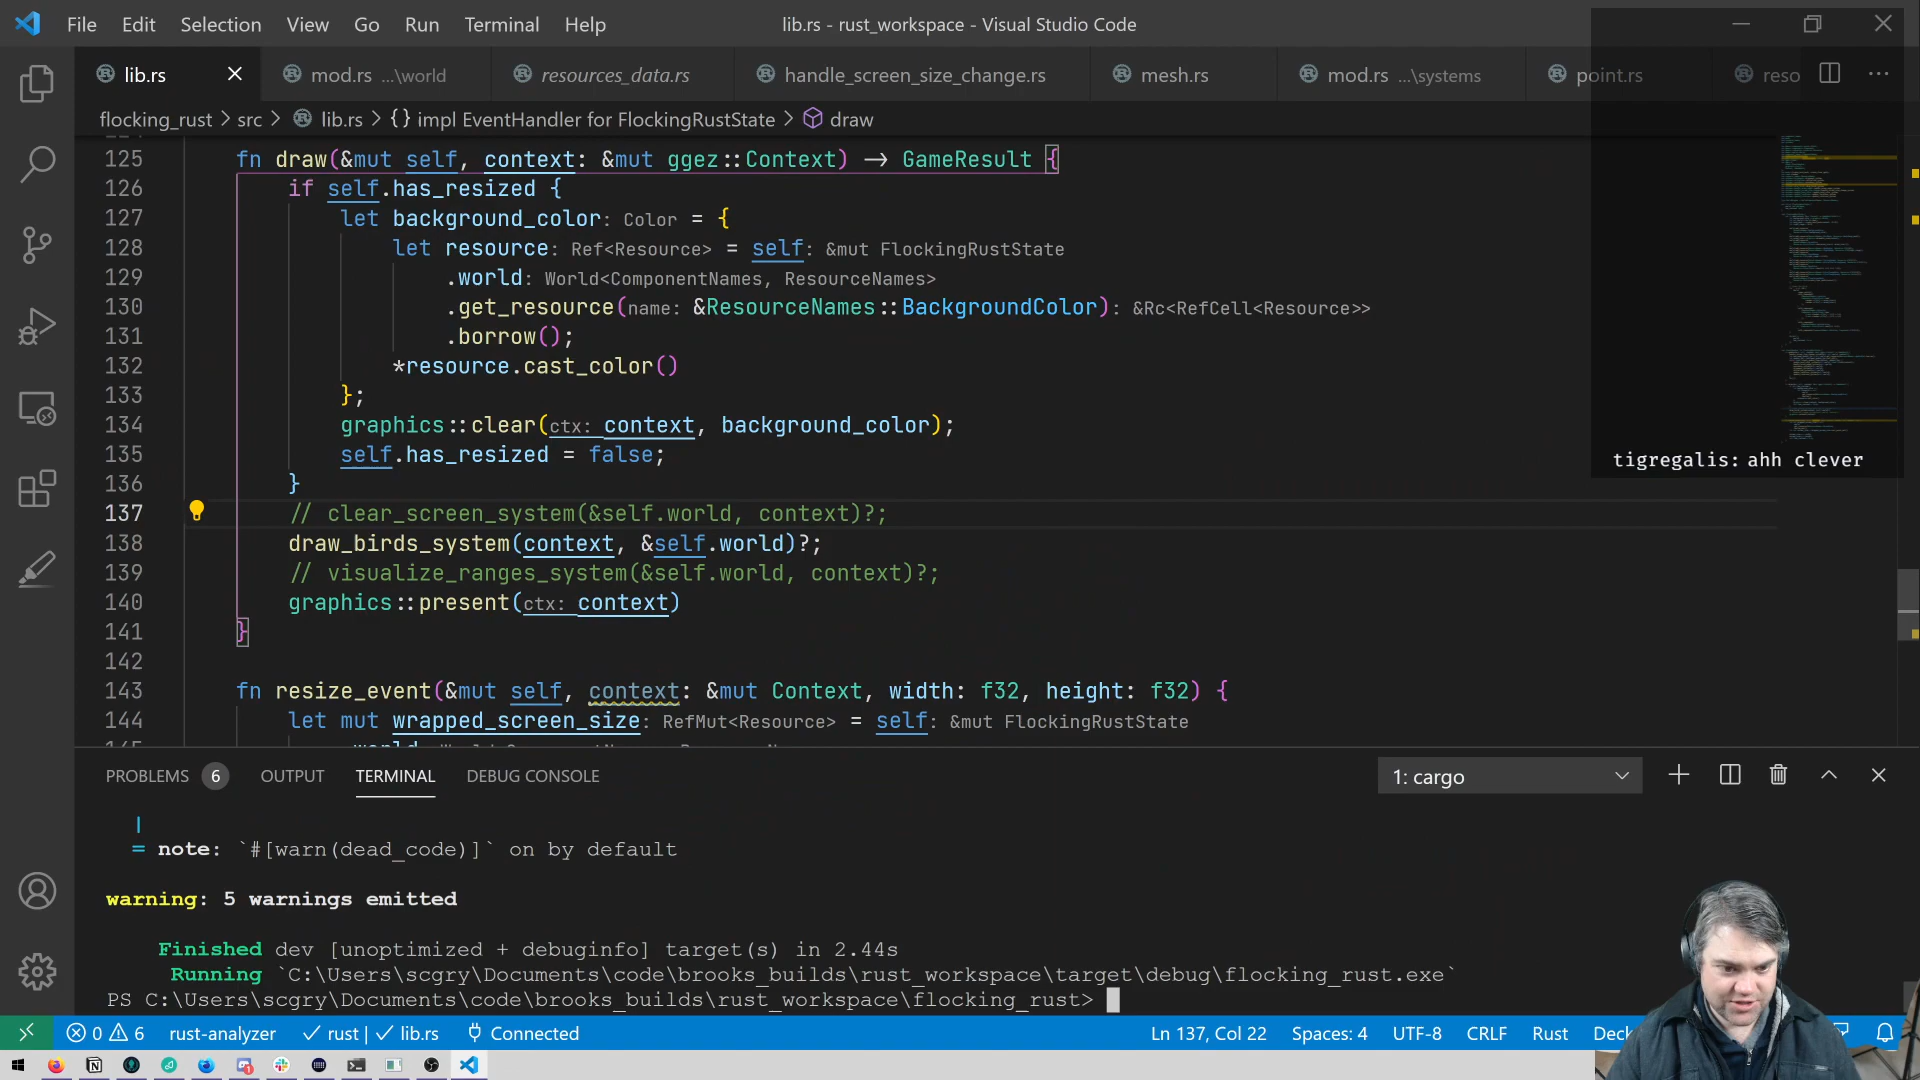 File Edit Selection View Go Run Terminal Help lib.rs - rust_workspace - Visual Studio Code
lib.rs mod.rs ...\world resources_data.rs handle_screen_size_change.rs mesh.rs mod.rs ...\systems point.rs reso
flocking_rust > src > lib.rs > {} impl EventHandler for FlockingRustState > draw
125 fn draw(&mut self, context: &mut ggez::Context) -> GameResult {
126 if self.has_resized {
127 let background_color: Color = {
128 let resource: Ref<Resource> = self: &mut FlockingRustState
129 .world: World<ComponentNames, ResourceNames>
130 .get_resource(name: &ResourceNames::BackgroundColor): &Rc<RefCell<Resource>>
131 .borrow();
132 *resource.cast_color()
133 };
134 graphics::clear(ctx: context, background_color);
135 self.has_resized = false;
136 }
137 // clear_screen_system(&self.world, context)?;
138 draw_birds_system(context, &self.world)?;
139 // visualize_ranges_system(&self.world, context)?;
140 graphics::present(ctx: context)
141 }
142
143 fn resize_event(&mut self, context: &mut Context, width: f32, height: f32) {
144 let mut wrapped_screen_size: RefMut<Resource> = self: &mut FlockingRustState
tigregalis: ahh clever
PROBLEMS 6 OUTPUT TERMINAL DEBUG CONSOLE 1: cargo
|
= note: `#[warn(dead_code)]` on by default
warning: 5 warnings emitted
Finished dev [unoptimized + debuginfo] target(s) in 2.44s
Running `C:\Users\scgry\Documents\code\brooks_builds\rust_workspace\target\debug\flocking_rust.exe`
PS C:\Users\scgry\Documents\code\brooks_builds\rust_workspace\flocking_rust>
0 6 rust-analyzer rust | lib.rs Connected Ln 137, Col 22 Spaces: 4 UTF-8 CRLF Rust Deck